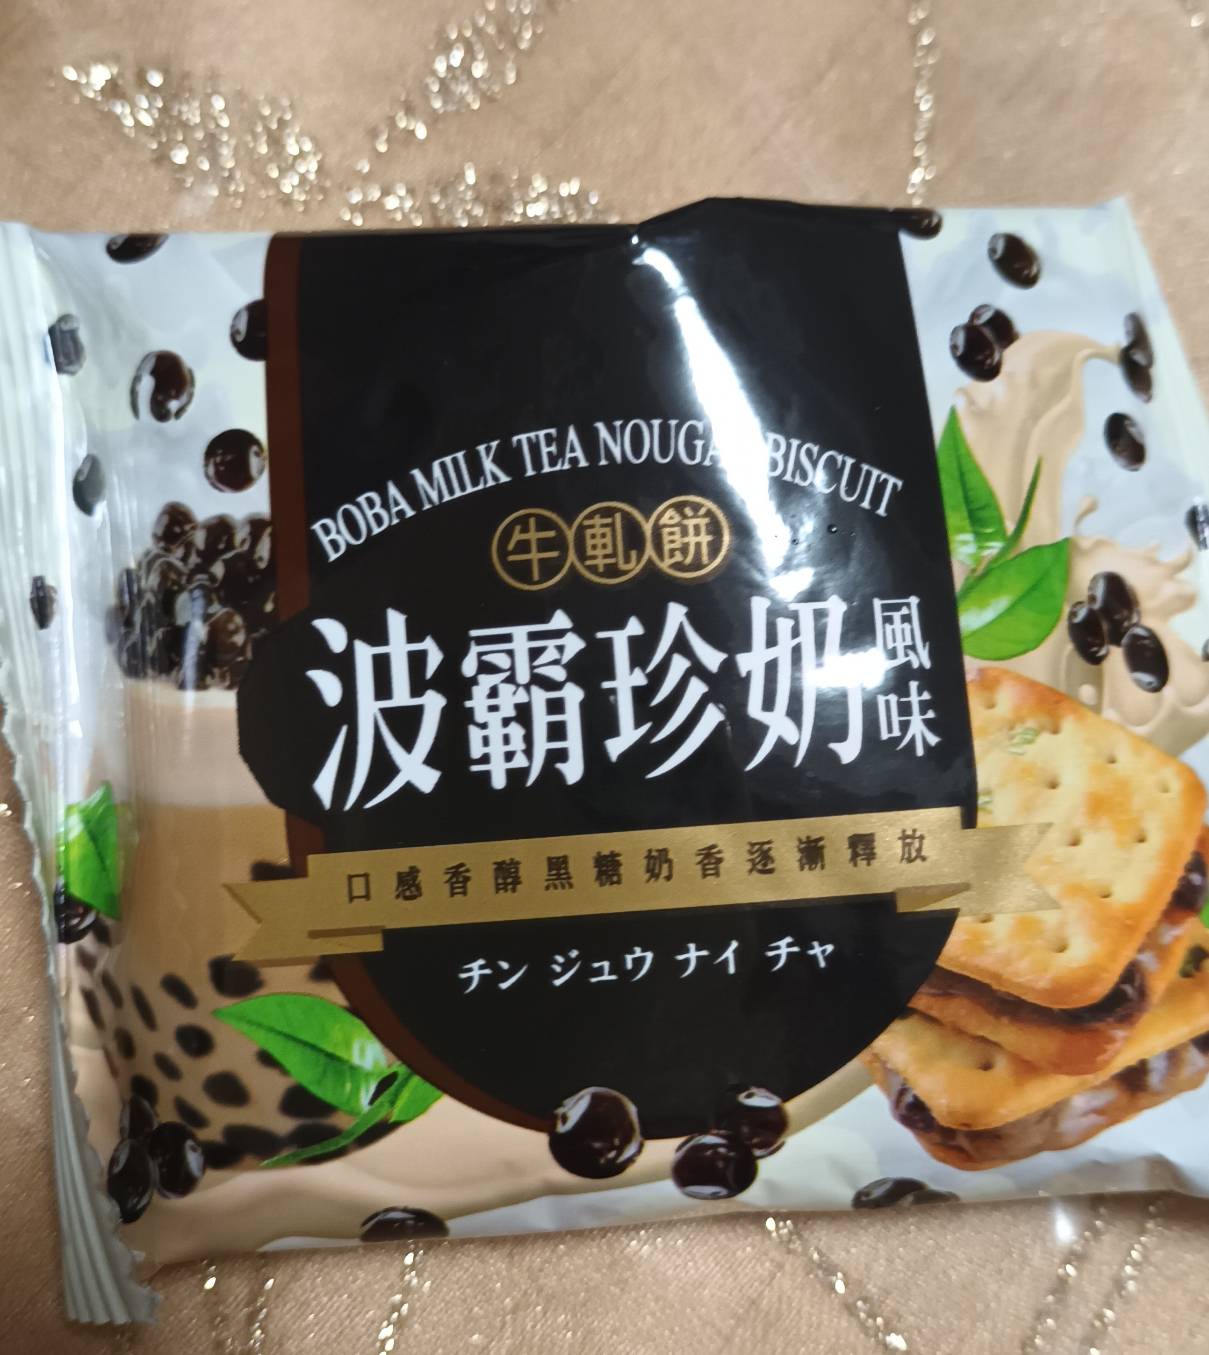 BOBA MILK TEA NOUGA BISCUIT
牛軋餅
波霸珍奶風味
口感香醇黑糖奶香逐漸釋放
チン ジュウ ナイ チャ